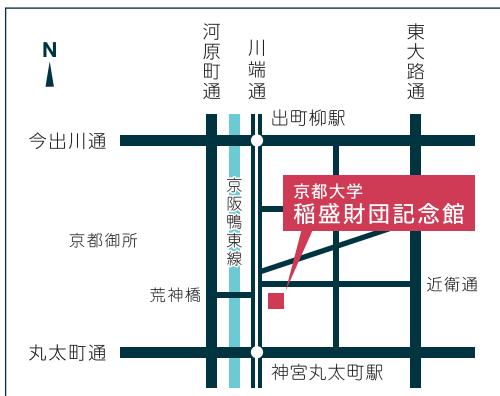 N
河原町通
川端通
東大路通
出町柳駅
今出川通
京都大学
稲盛財団記念館
京阪鴨東線
京都御所
荒神橋
近衛通
丸太町通
神宮丸太町駅